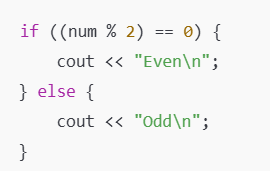 if ((num % 2) == 0) {
    cout << "Even\n";
} else {
    cout << "Odd\n";
}